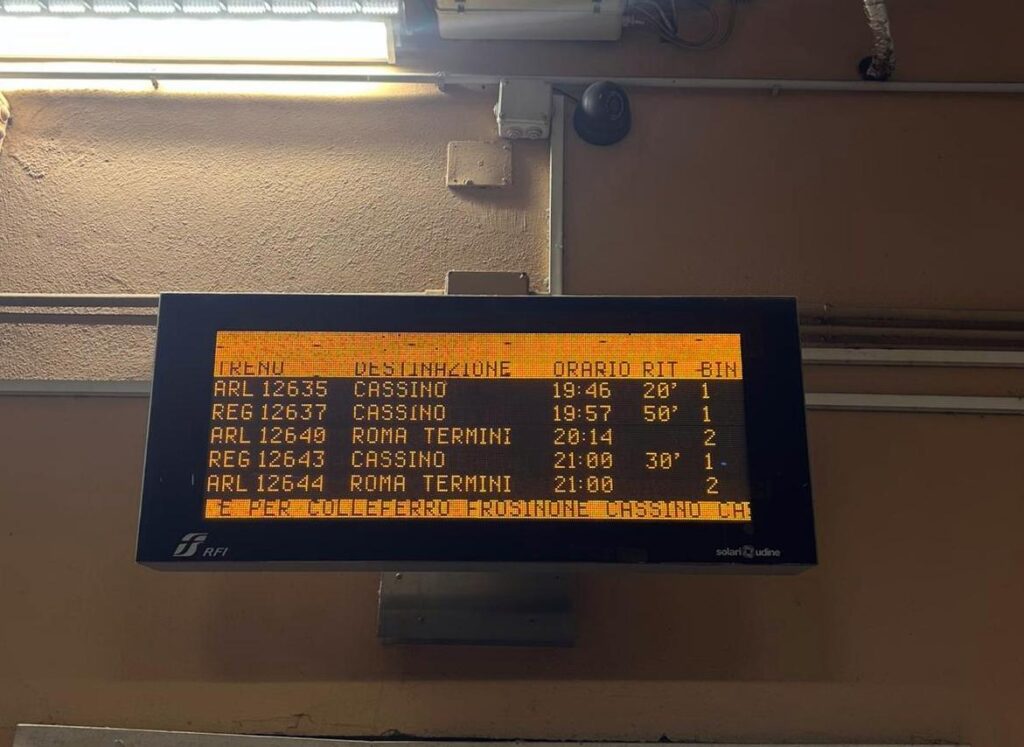 TRENO DESTINAZIONE ORARIO RIT BIN
ARL 12635 CASSINO 19:46 20' 1
REG 12637 CASSINO 19:57 50' 1
ARL 12640 ROMA TERMINI 20:14 2
REG 12643 CASSINO 21:00 30' 1
ARL 12644 ROMA TERMINI 21:00 2
E PER COLLEFERRO FROSINONE CASSINO
RFI
solari udine